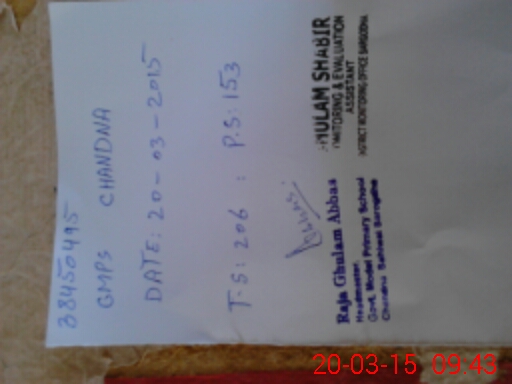 38450495
GMPS CHANDNA
DATE: 20-03-2015
T.S: 206 : P.S: 153
GHULAM SHABIR
MONITORING & EVALUATION
ASSISTANT
DISTRICT MONITORING OFFICE SARGODHA
Raja Ghulam Abbas
Headmaster
Govt. Model Primary School
Chandna Tehseel Sargodha
20-03-15 09:43